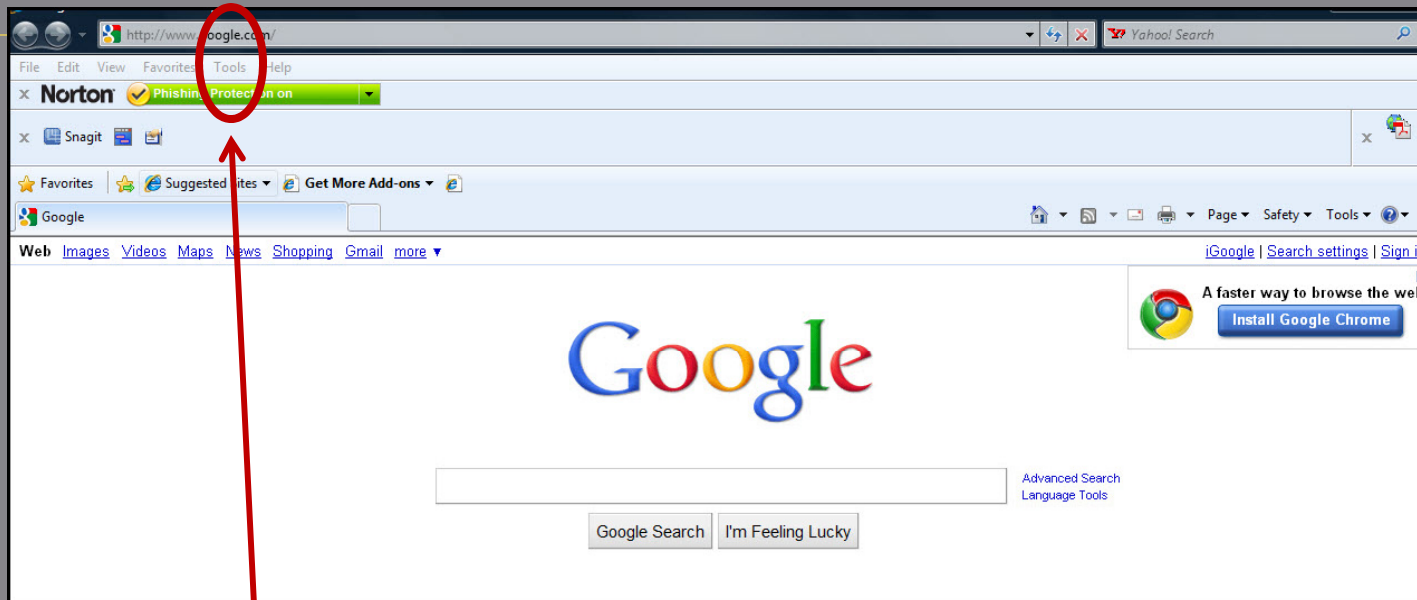 http://www.google.com/
Yahoo! Search
File Edit View Favorites Tools Help
x Norton Phishing Protection on
x Snagit x
Favorites Suggested Sites Get More Add-ons
Google Page Safety Tools
Web Images Videos Maps News Shopping Gmail more
iGoogle | Search settings | Sign i
A faster way to browse the we
Install Google Chrome
Google
Advanced Search
Language Tools
Google Search I'm Feeling Lucky